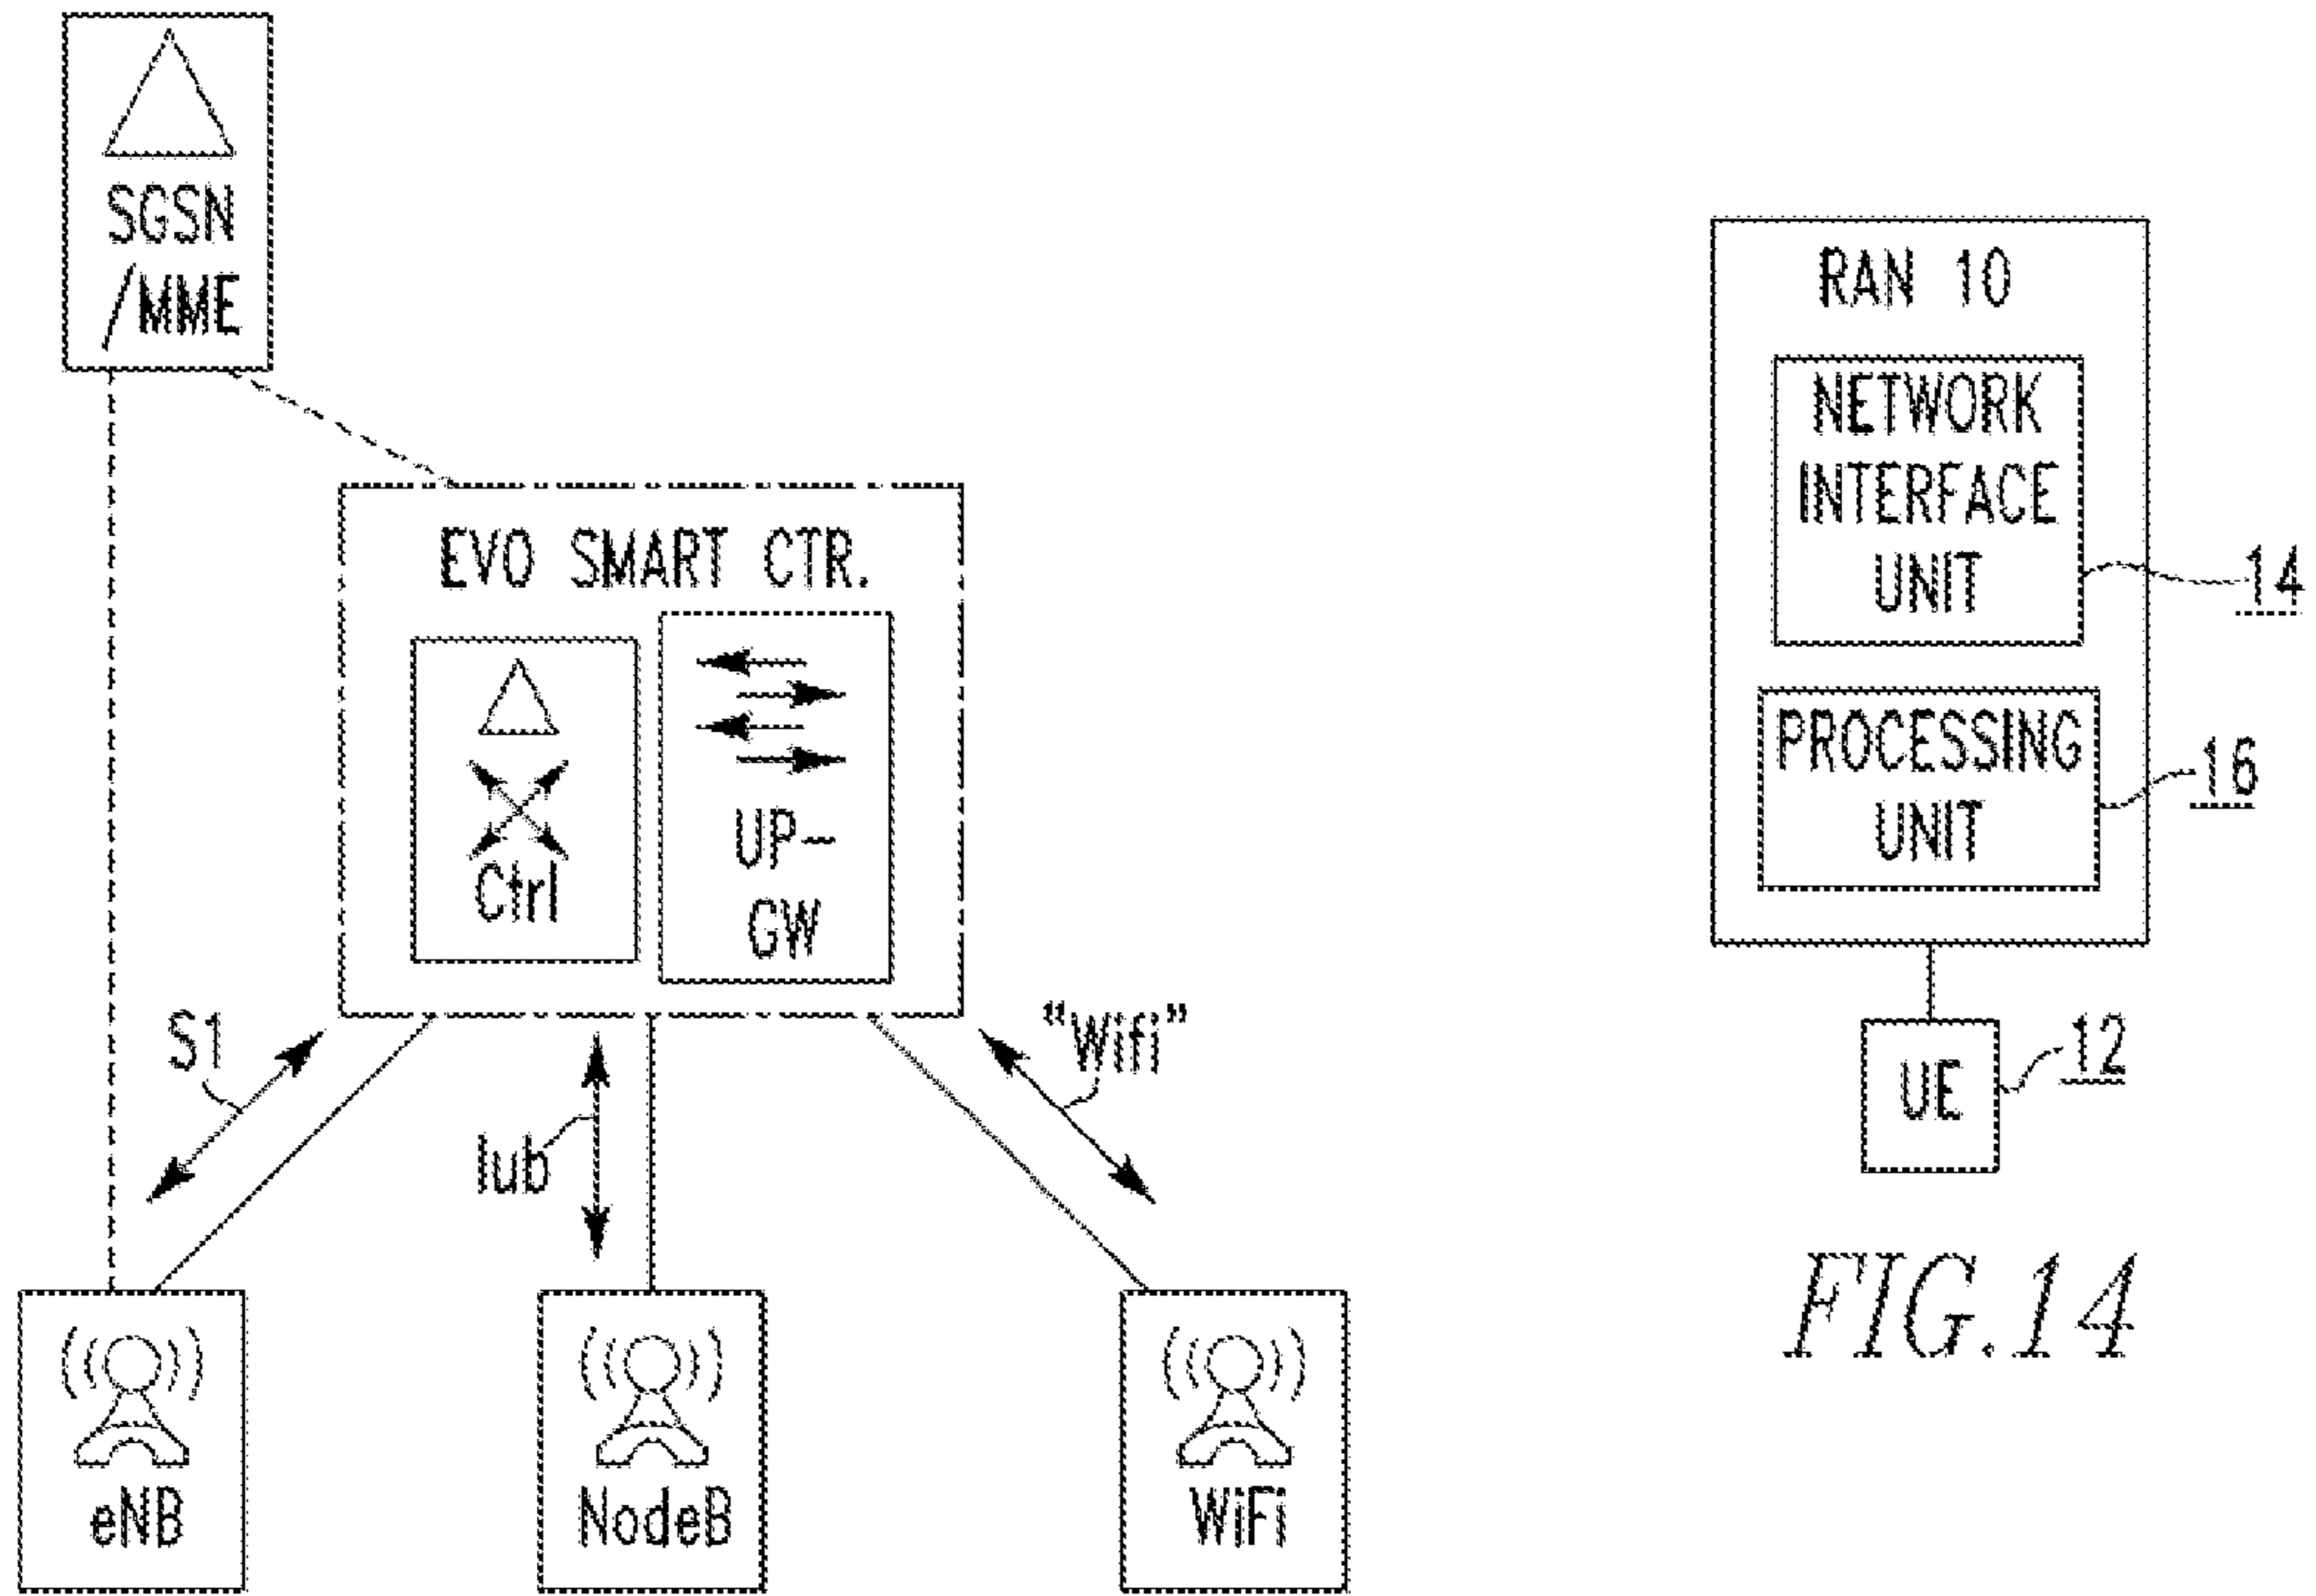 SGSN
/MME
EVO SMART CTR.
Ctrl
UP-
GW
S1
Iub
"Wifi"
eNB
NodeB
WiFi
RAN 10
NETWORK
INTERFACE
UNIT
14
PROCESSING
UNIT
16
UE
12
FIG.14